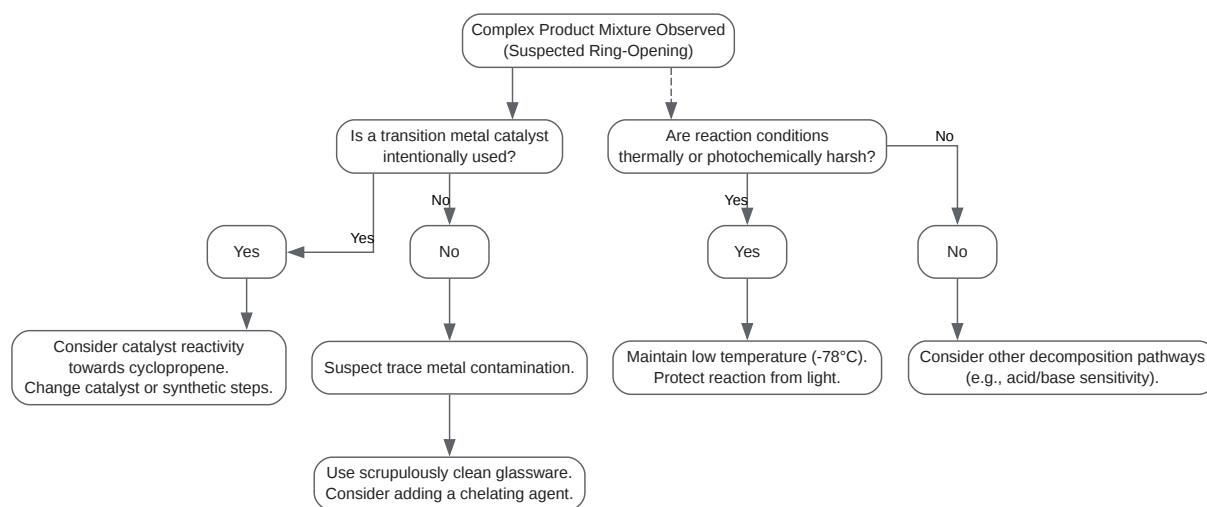 Complex Product Mixture Observed
(Suspected Ring-Opening)
Is a transition metal catalyst
intentionally used?
Are reaction conditions
thermally or photochemically harsh?
No
No
Yes
Yes
Yes
No
Yes
No
Consider catalyst reactivity
towards cyclopropene.
Change catalyst or synthetic steps.
Suspect trace metal contamination.
Maintain low temperature (-78°C).
Protect reaction from light.
Consider other decomposition pathways
(e.g., acid/base sensitivity).
Use scrupulously clean glassware.
Consider adding a chelating agent.